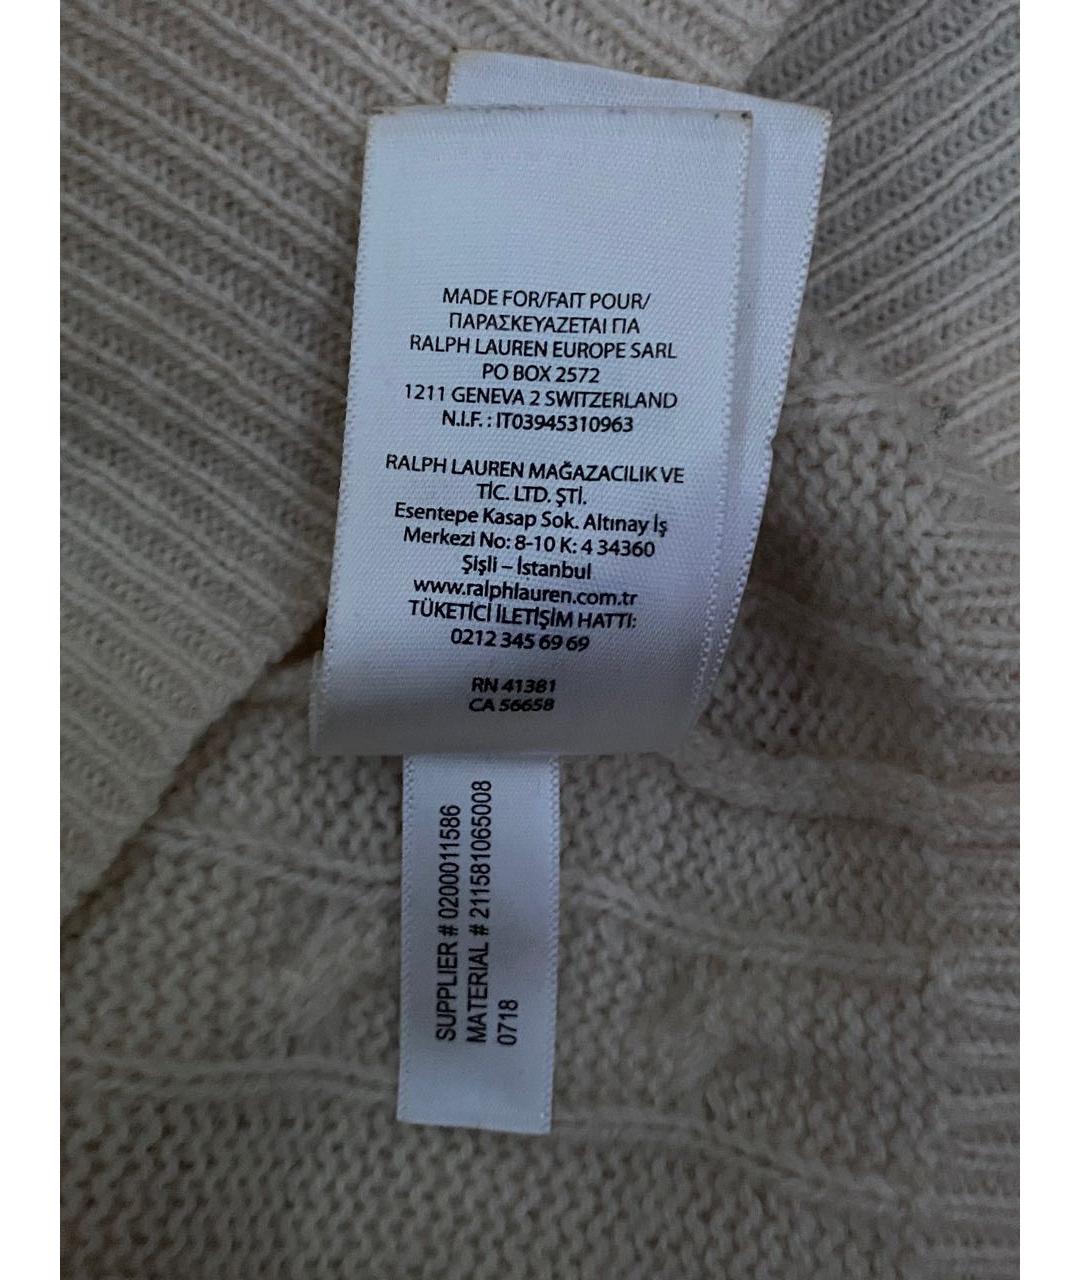 MADE FOR/FAIT POUR/
ΠΑΡΑΣΚΕΥΑΖΕΤΑΙ ΓΙΑ
RALPH LAUREN EUROPE SARL
PO BOX 2572
1211 GENEVA 2 SWITZERLAND
N.I.F. : IT03945310963
RALPH LAUREN MAĞAZACILIK VE
TİC. LTD. ŞTİ.
Esentepe Kasap Sok. Altınay İş
Merkezi No: 8-10 K: 4 34360
Şişli – İstanbul
www.ralphlauren.com.tr
TÜKETİCİ İLETİŞİM HATTI:
0212 345 69 69
RN 41381
CA 56658
SUPPLIER # 0200011586
MATERIAL # 211581065008
0718